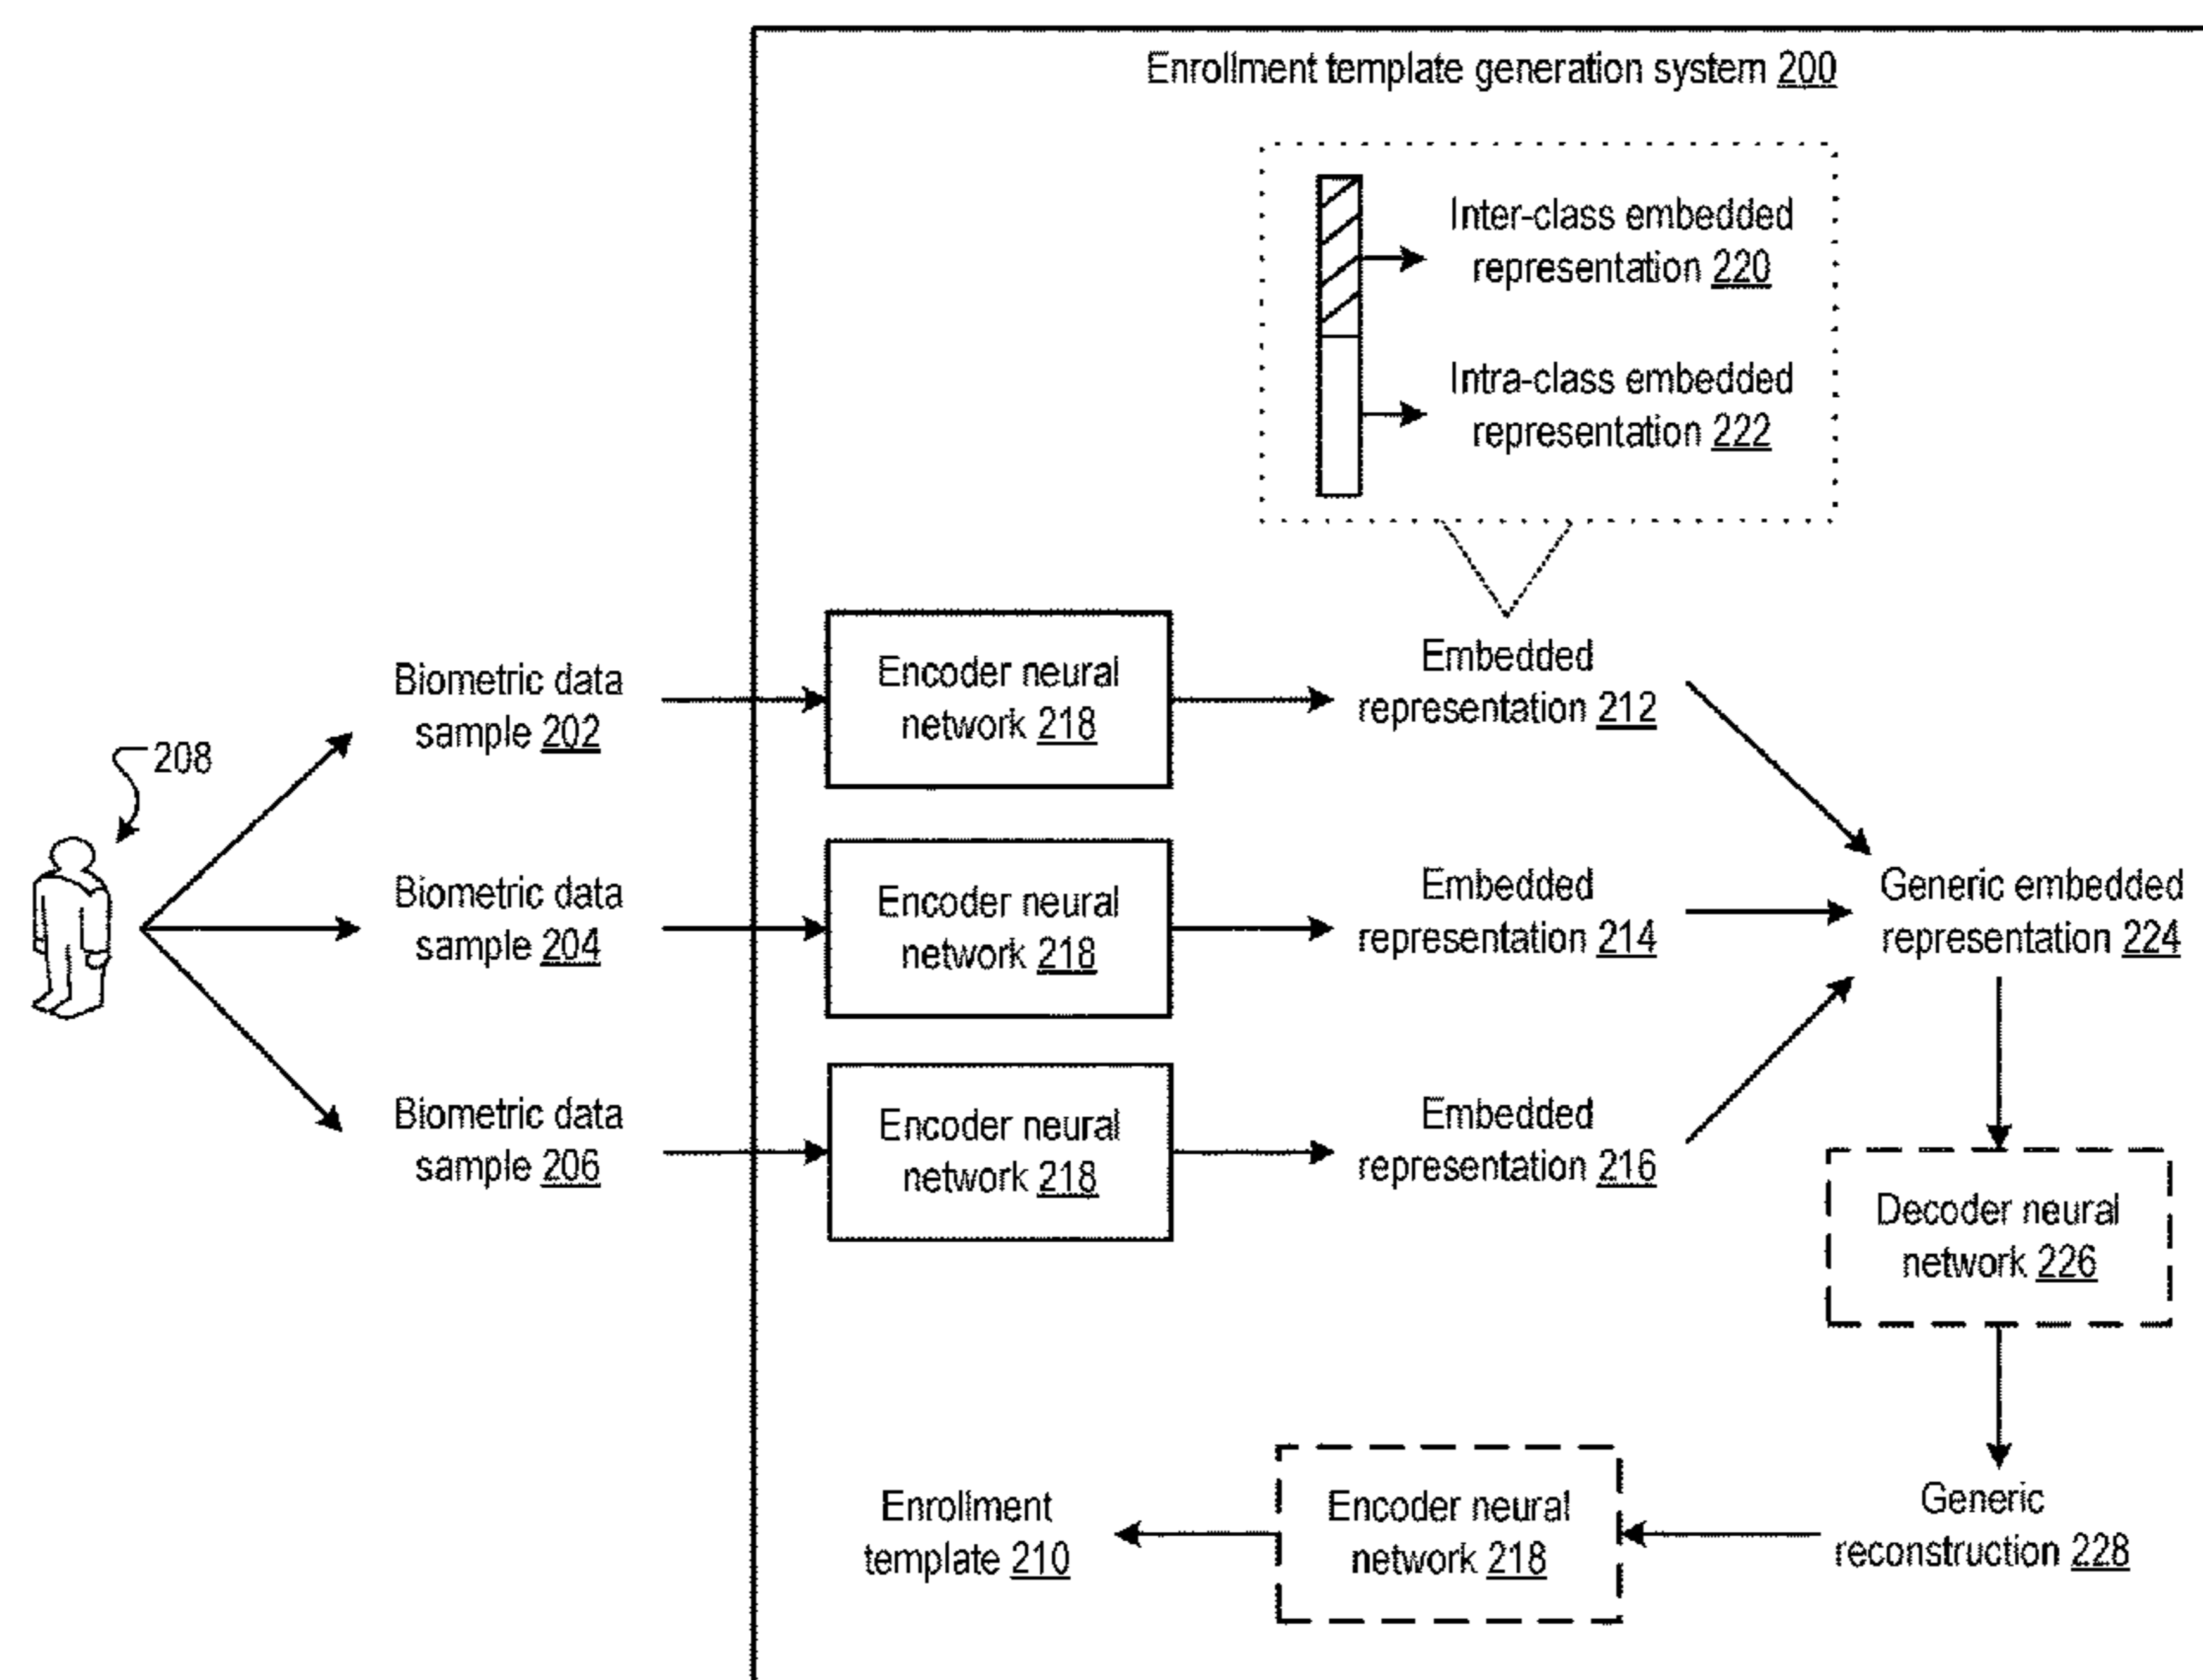 Enrollment template generation system 200
Inter-class embedded
representation 220
Intra-class embedded
representation 222
Biometric data
sample 202
Encoder neural
network 218
Embedded
representation 212
208
Biometric data
sample 204
Encoder neural
network 218
Embedded
representation 214
Generic embedded
representation 224
Biometric data
sample 206
Encoder neural
network 218
Embedded
representation 216
Decoder neural
network 226
Enrollment
template 210
Encoder neural
network 218
Generic
reconstruction 228